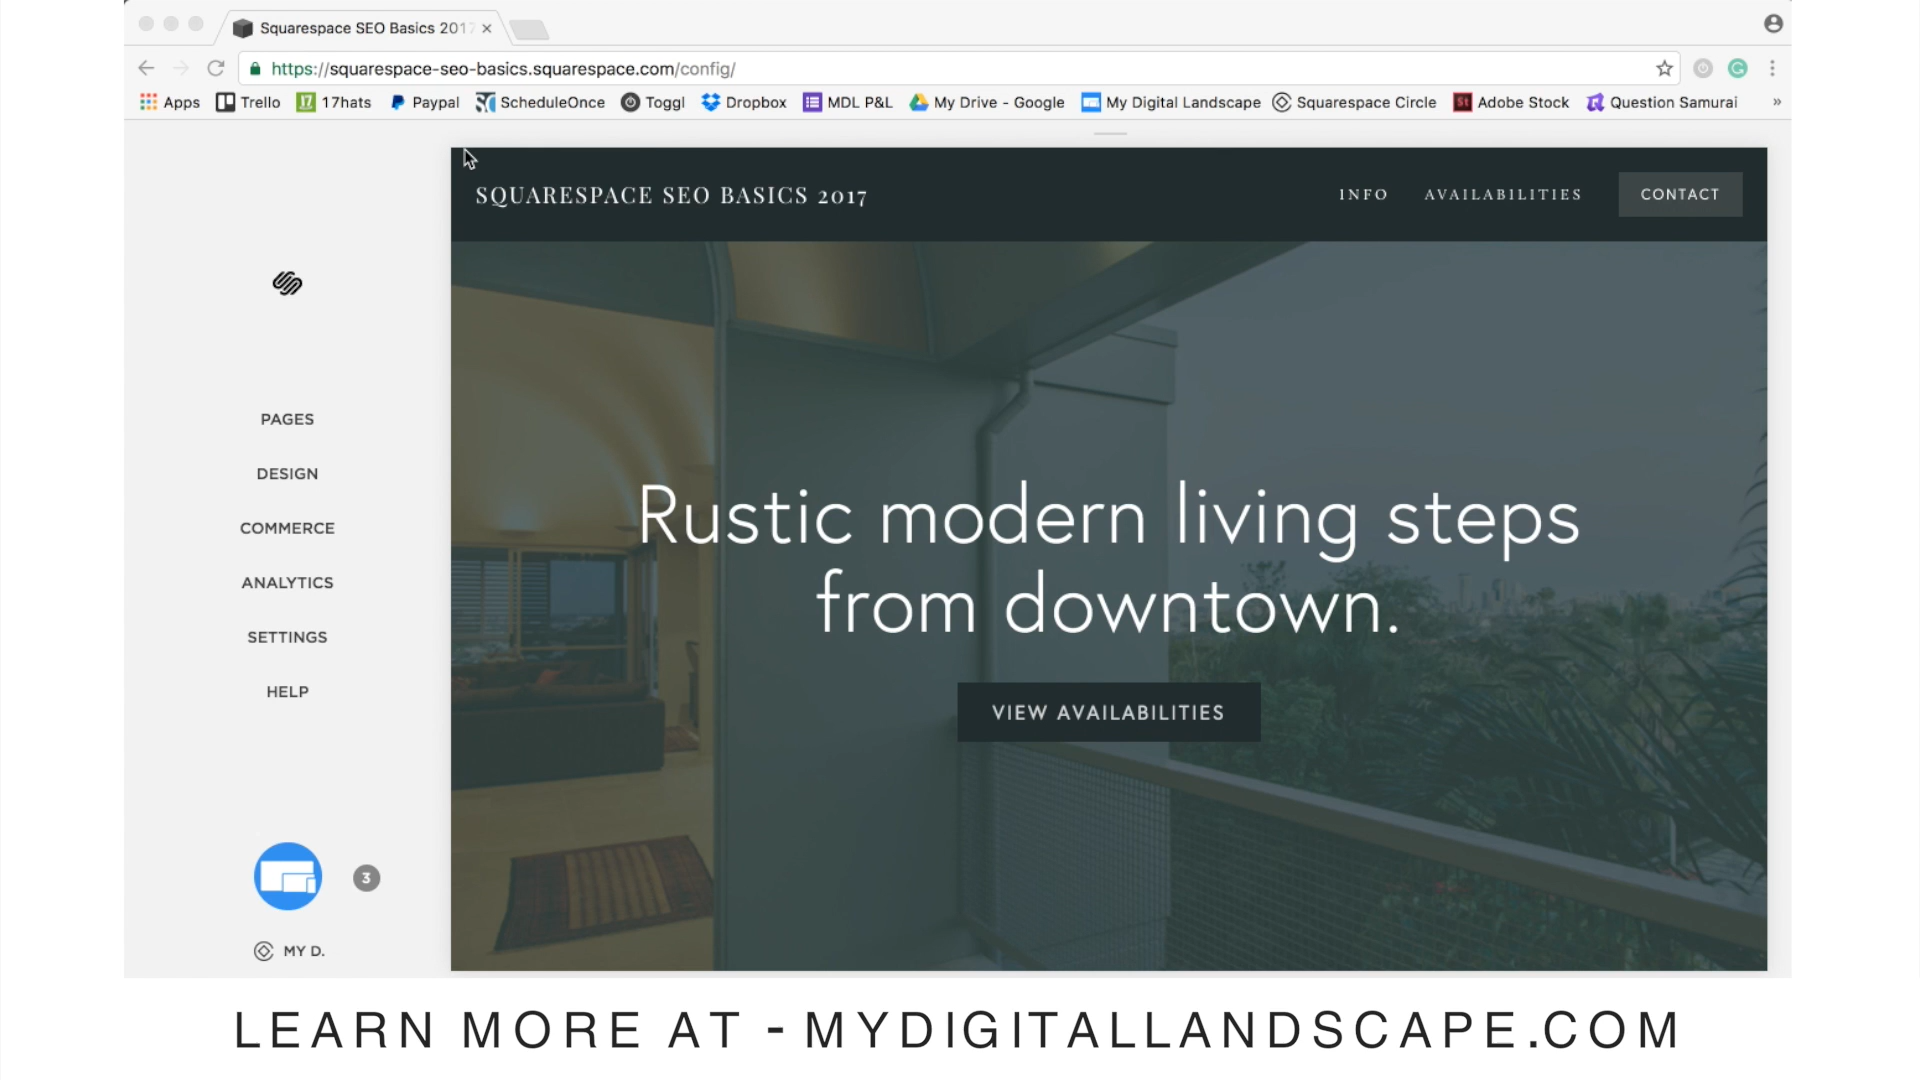 Squarespace SEO Basics 2017
https://squarespace-seo-basics.squarespace.com/config/
Apps Trello 17hats Paypal ScheduleOnce Toggl Dropbox MDL P&L My Drive - Google My Digital Landscape Squarespace Circle Adobe Stock Question Samurai »
SQUARESPACE SEO BASICS 2017
INFO AVAILABILITIES CONTACT
PAGES
DESIGN
COMMERCE
ANALYTICS
SETTINGS
HELP
3
MY D.
Rustic modern living steps
from downtown.
VIEW AVAILABILITIES
LEARN MORE AT - MYDIGITALLANDSCAPE.COM